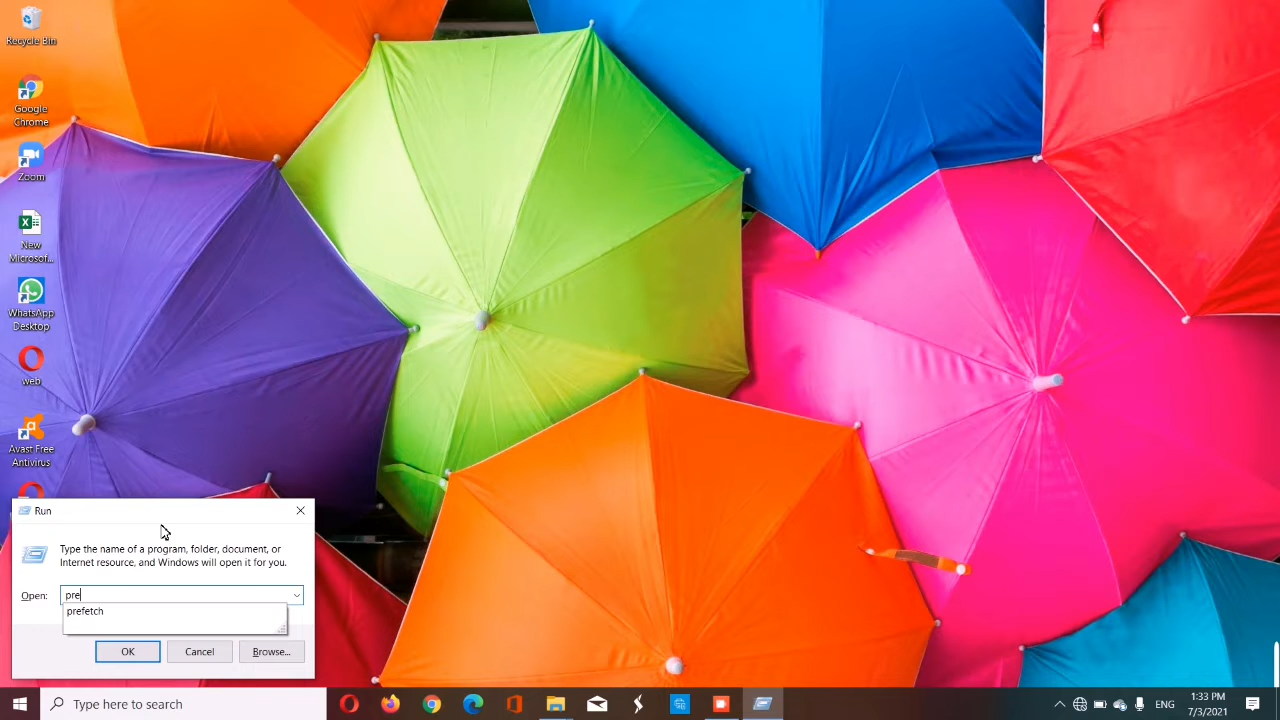 Recycle Bin
Google
Chrome
Zoom
New
Microsof...
WhatsApp
Desktop
web
Avast Free
Antivirus
Run
Type the name of a program, folder, document, or
Internet resource, and Windows will open it for you.
Open:
pre
prefetch
OK
Cancel
Browse...
Type here to search
ENG
1:33 PM
7/3/2021